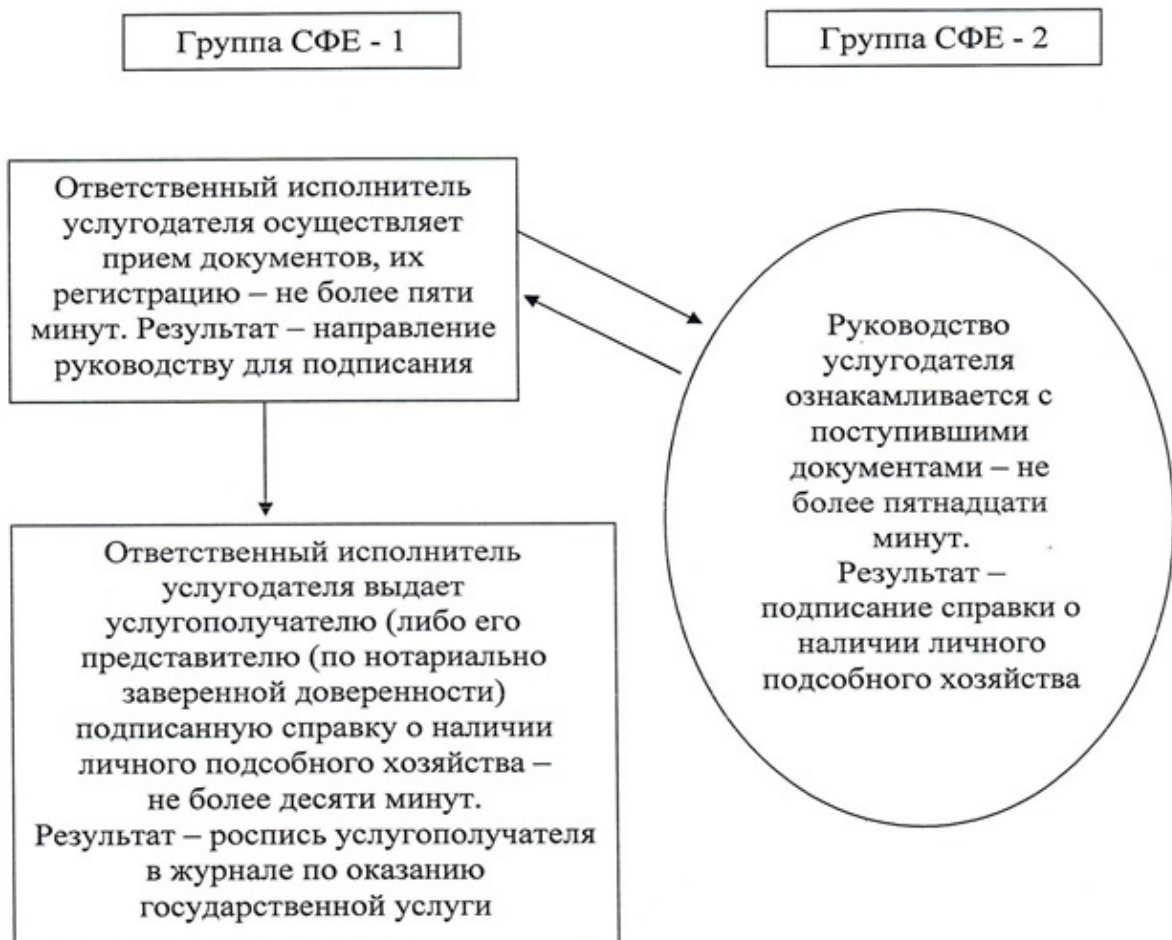 Группа СФЕ - 1
Группа СФЕ - 2
Ответственный исполнитель
услугодателя осуществляет
прием документов, их
регистрацию – не более пяти
минут. Результат – направление
руководству для подписания
Руководство
услугодателя
ознакамливается с
поступившими
документами – не
более пятнадцати
минут.
Результат –
подписание справки о
наличии личного
подсобного хозяйства
Ответственный исполнитель
услугодателя выдает
услугополучателю (либо его
представителю (по нотариально
заверенной доверенности)
подписанную справку о наличии
личного подсобного хозяйства –
не более десяти минут.
Результат – роспись услугополучателя
в журнале по оказанию
государственной услуги